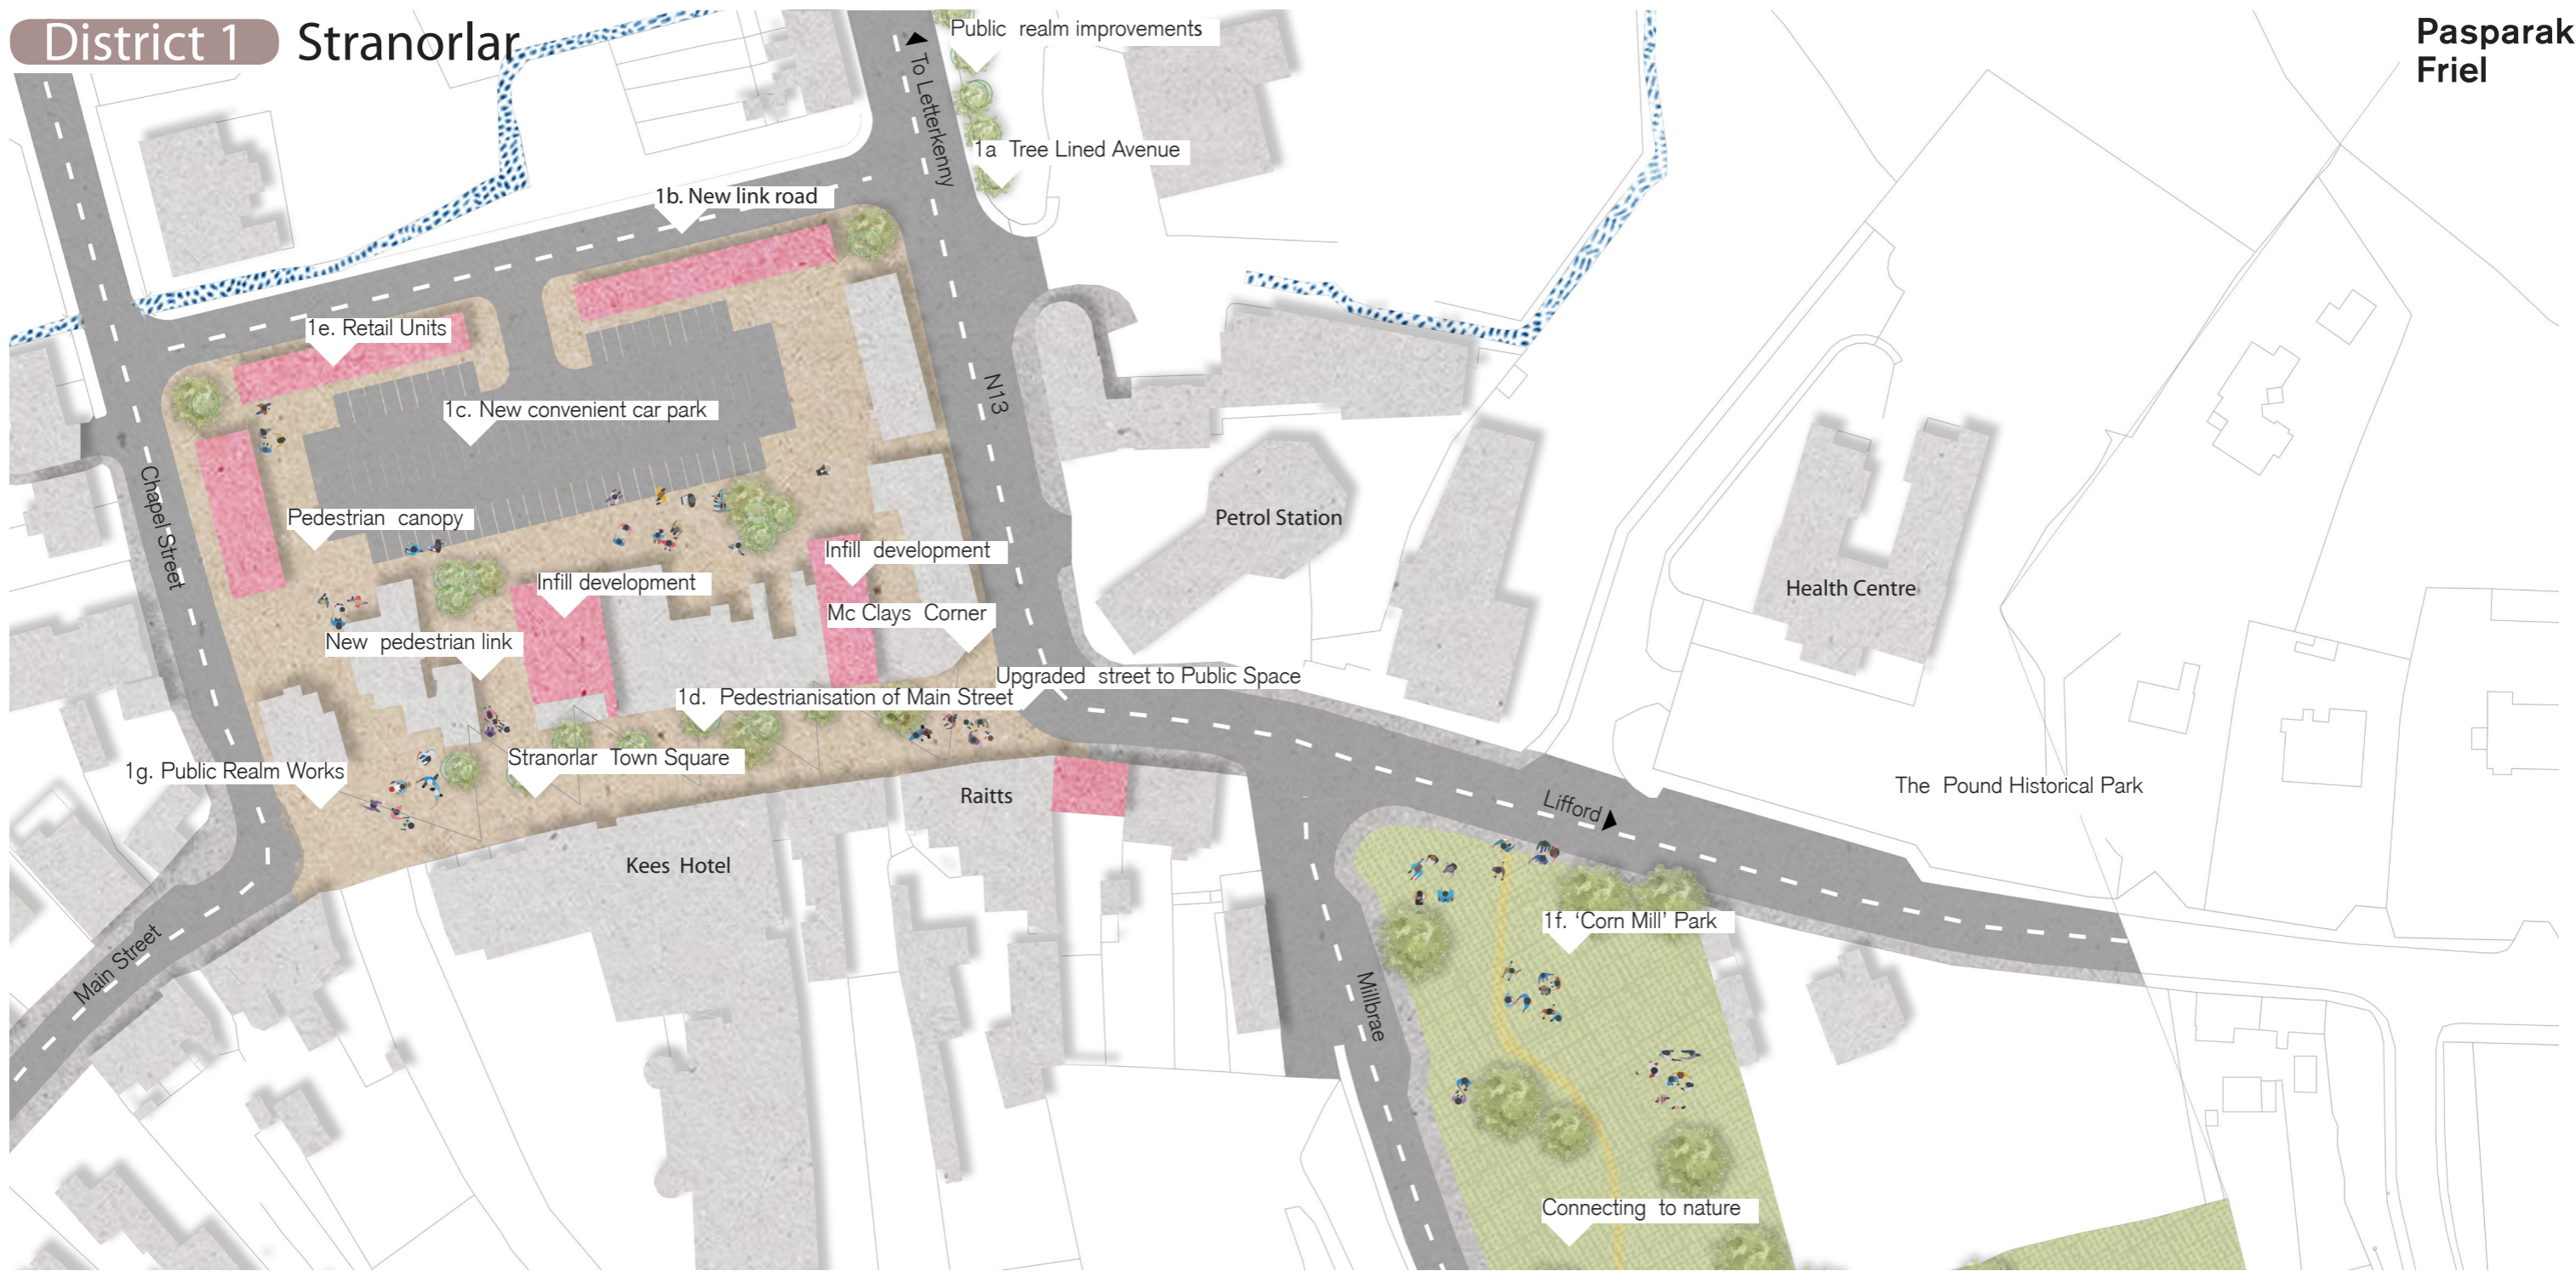 District 1 Stranorlar
Pasparak
Friel
Public realm improvements
To Letterkenny
1a Tree Lined Avenue
1b. New link road
1e. Retail Units
1c. New convenient car park
N13
Chapel Street
Pedestrian canopy
Petrol Station
Infill development
Infill development
Health Centre
Mc Clays Corner
New pedestrian link
Upgraded street to Public Space
1d. Pedestrianisation of Main Street
Stranorlar Town Square
1g. Public Realm Works
The Pound Historical Park
Raitts
Lifford
Kees Hotel
1f. ‘Corn Mill’ Park
Main Street
Millbrae
Connecting to nature